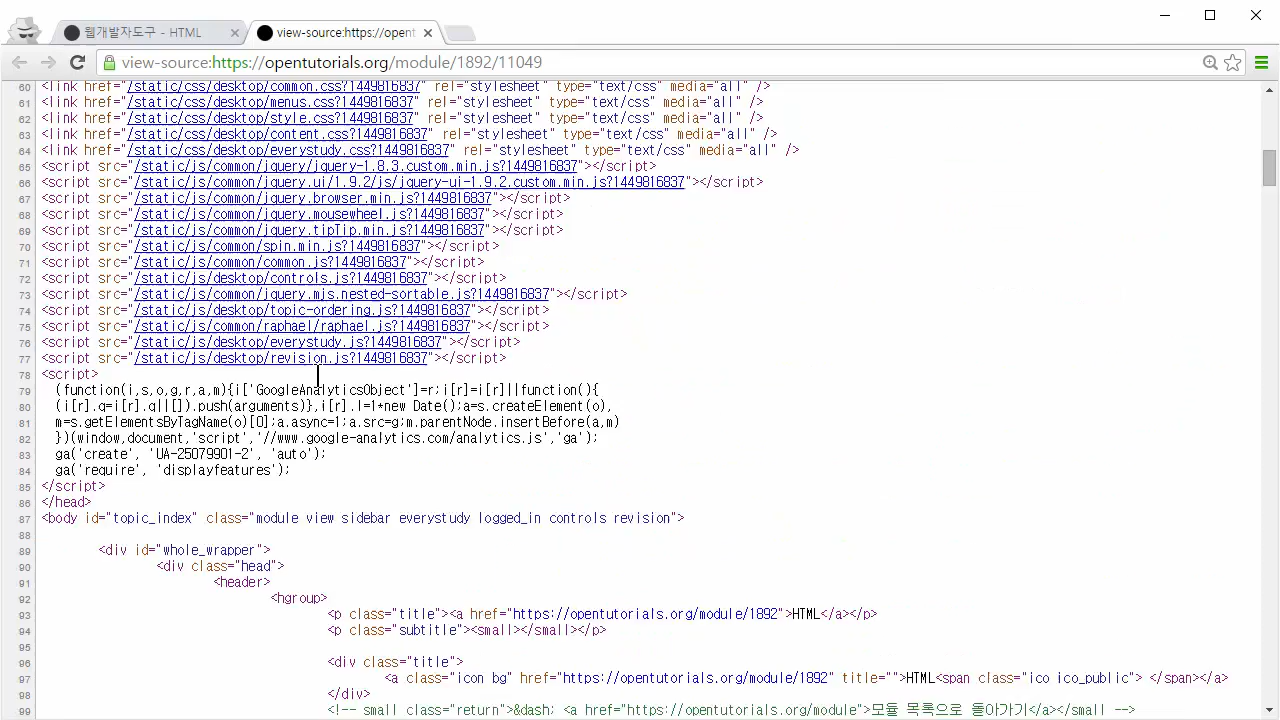 웹개발자도구 - HTML
view-source:https://opent
view-source:https://opentutorials.org/module/1892/11049
60 <link href="/static/css/desktop/common.css?1449816837" rel="stylesheet" type="text/css" media="all" />
61 <link href="/static/css/desktop/menus.css?1449816837" rel="stylesheet" type="text/css" media="all" />
62 <link href="/static/css/desktop/style.css?1449816837" rel="stylesheet" type="text/css" media="all" />
63 <link href="/static/css/desktop/content.css?1449816837" rel="stylesheet" type="text/css" media="all" />
64 <link href="/static/css/desktop/everystudy.css?1449816837" rel="stylesheet" type="text/css" media="all" />
65 <script src="/static/js/common/jquery/jquery-1.8.3.custom.min.js?1449816837"></script>
66 <script src="/static/js/common/jquery.ui/1.9.2/js/jquery-ui-1.9.2.custom.min.js?1449816837"></script>
67 <script src="/static/js/common/jquery.browser.min.js?1449816837"></script>
68 <script src="/static/js/common/jquery.mousewheel.js?1449816837"></script>
69 <script src="/static/js/common/jquery.tipTip.min.js?1449816837"></script>
70 <script src="/static/js/common/spin.min.js?1449816837"></script>
71 <script src="/static/js/common/common.js?1449816837"></script>
72 <script src="/static/js/desktop/controls.js?1449816837"></script>
73 <script src="/static/js/common/jquery.mjs.nested-sortable.js?1449816837"></script>
74 <script src="/static/js/desktop/topic-ordering.js?1449816837"></script>
75 <script src="/static/js/common/raphael/raphael.js?1449816837"></script>
76 <script src="/static/js/desktop/everystudy.js?1449816837"></script>
77 <script src="/static/js/desktop/revision.js?1449816837"></script>
78 <script>
79 (function(i,s,o,g,r,a,m){i['GoogleAnalyticsObject']=r;i[r]=i[r]||function(){
80 (i[r].q=i[r].q||[]).push(arguments)},i[r].l=1*new Date();a=s.createElement(o),
81 m=s.getElementsByTagName(o)[0];a.async=1;a.src=g;m.parentNode.insertBefore(a,m)
82 })(window,document,'script','//www.google-analytics.com/analytics.js','ga');
83 ga('create', 'UA-25079901-2', 'auto');
84 ga('require', 'displayfeatures');
85 </script>
86 </head>
87 <body id="topic_index" class="module view sidebar everystudy logged_in controls revision">
88
89 <div id="whole_wrapper">
90 <div class="head">
91 <header>
92 <hgroup>
93 <p class="title"><a href="https://opentutorials.org/module/1892">HTML</a></p>
94 <p class="subtitle"><small></small></p>
95
96 <div class="title">
97 <a class="icon bg" href="https://opentutorials.org/module/1892" title="">HTML<span class="ico ico_public"> </span></a>
98 </div>
99 <!-- small class="return">&dash; <a href="https://opentutorials.org/module">모듈 목록으로 돌아가기</a></small -->